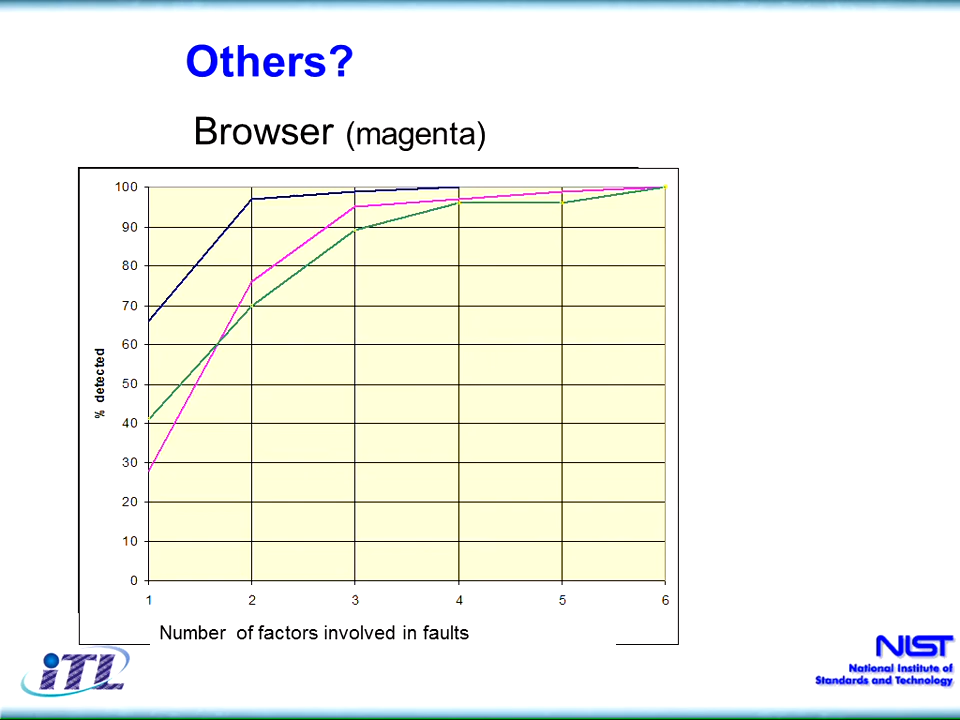 Others?
Browser (magenta)
100
90
80
70
60
50
40
30
20
10
0
% detected
1 2 3 4 5 6
Number of factors involved in faults
iTL
NIST
National Institute of
Standards and Technology